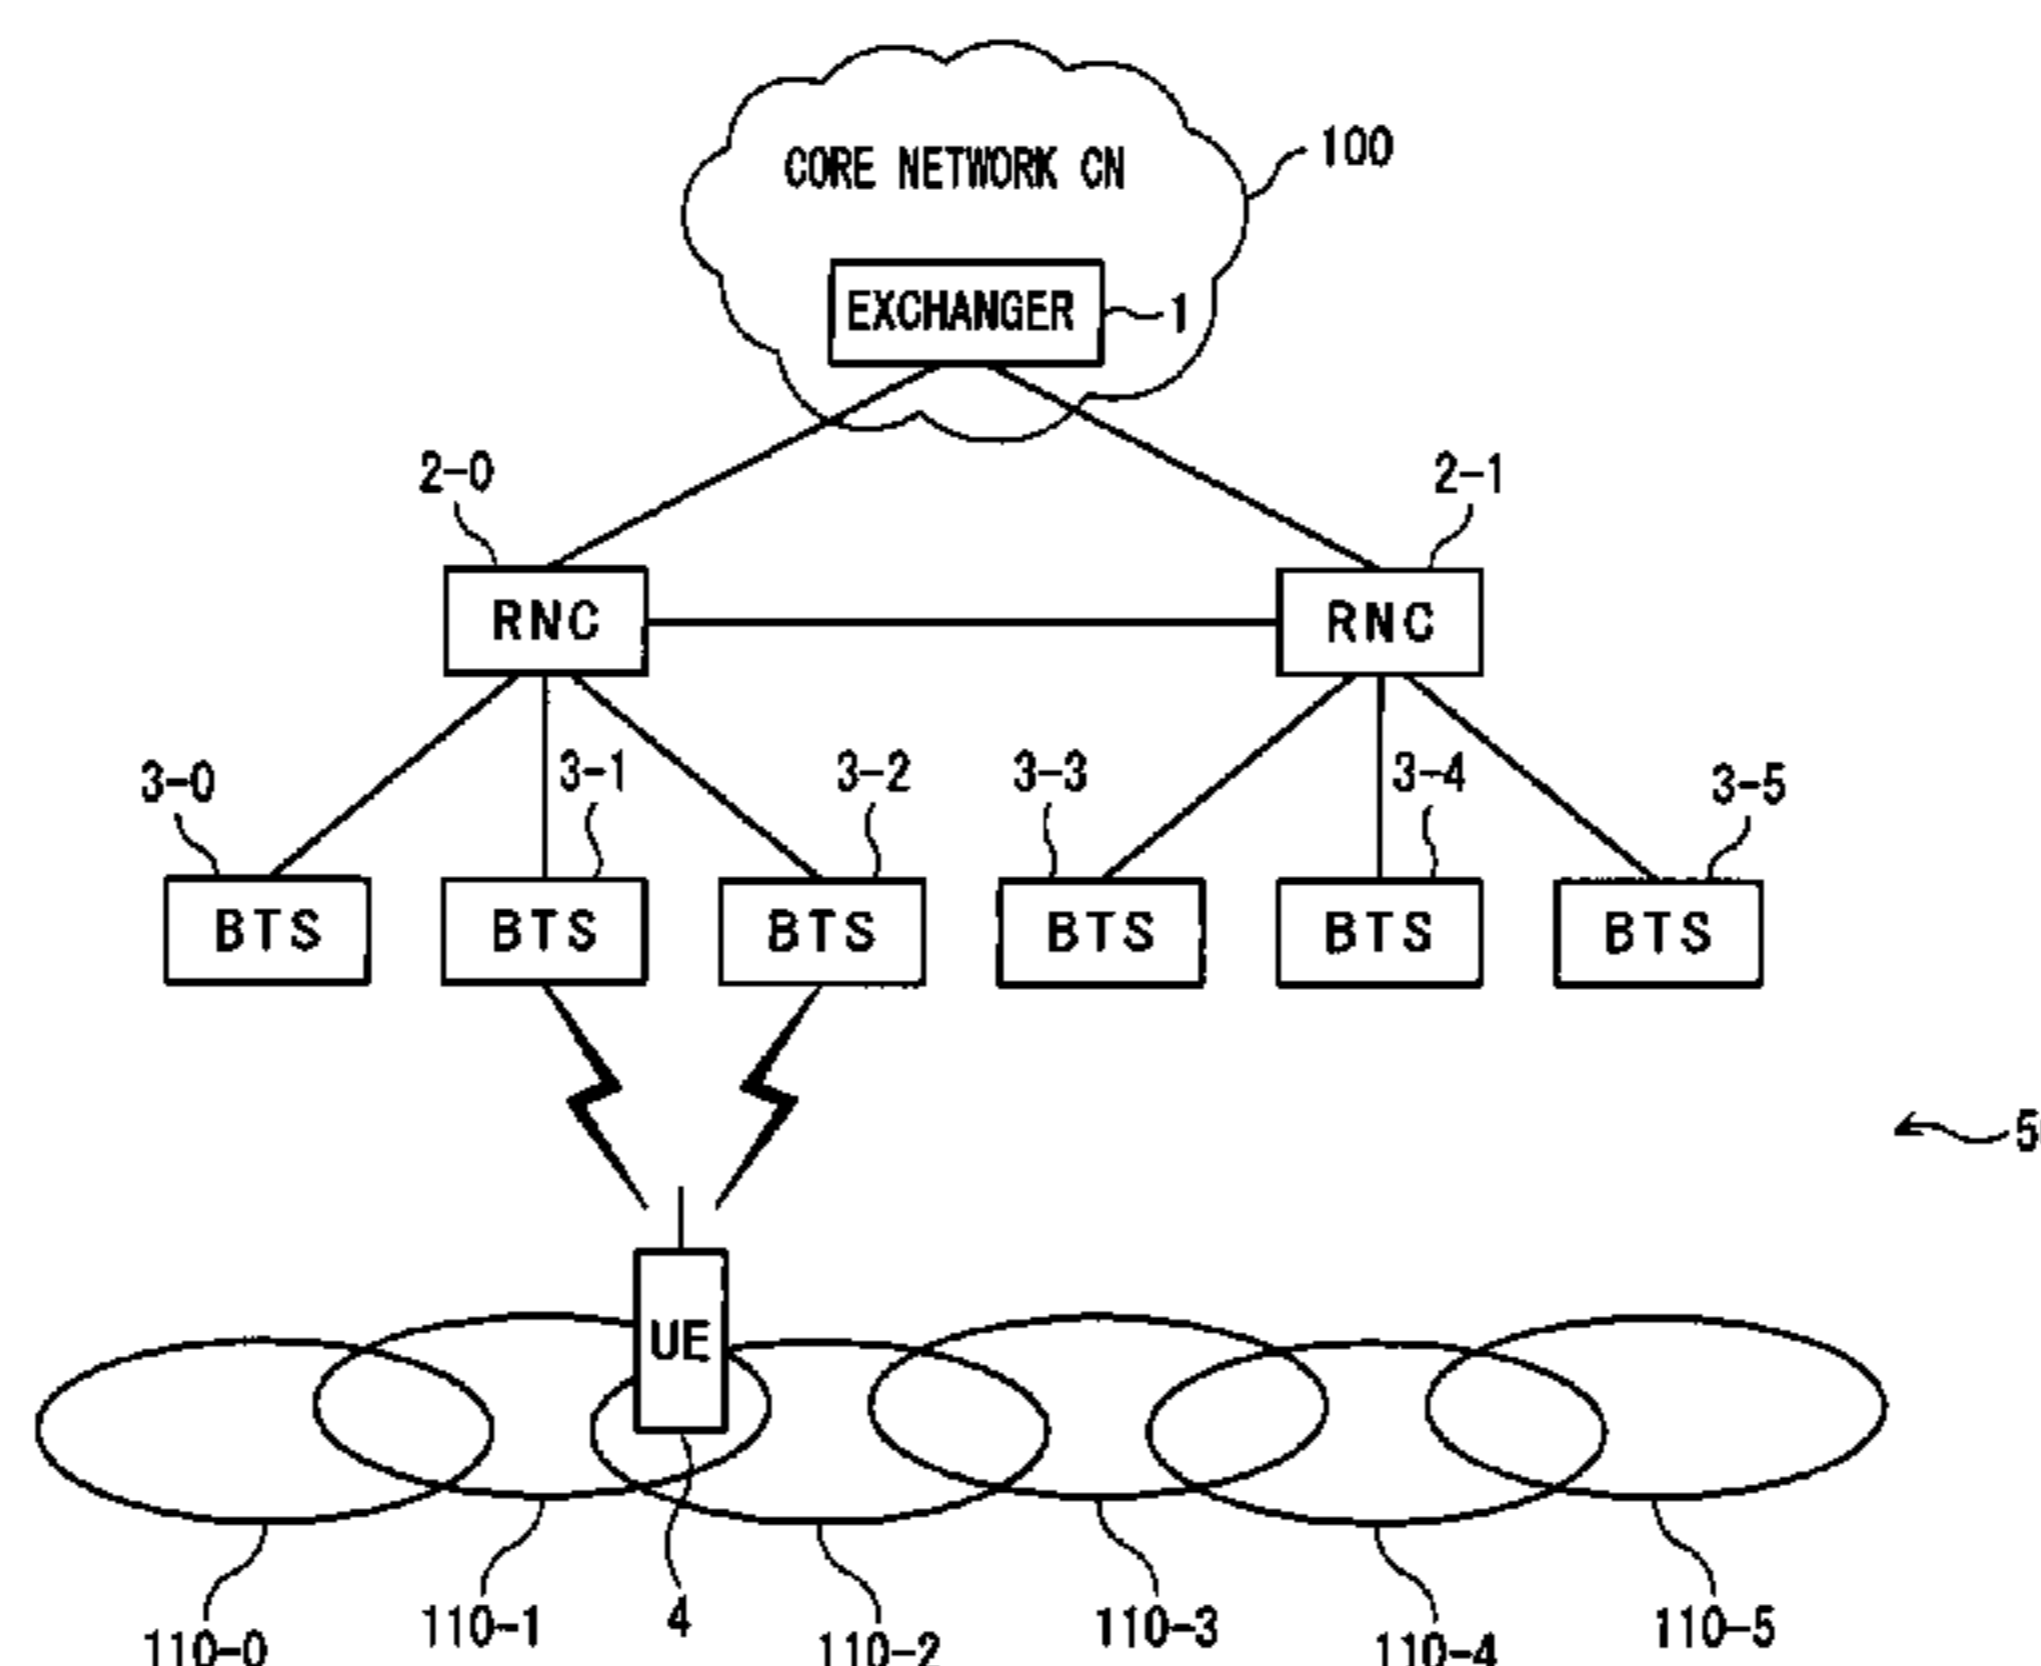 CORE NETWORK CN
100
EXCHANGER
1
2-0
2-1
RNC
RNC
3-0
3-1
3-2
3-3
3-4
3-5
BTS
BTS
BTS
BTS
BTS
BTS
5
UE
110-0
110-1
4
110-2
110-3
110-4
110-5